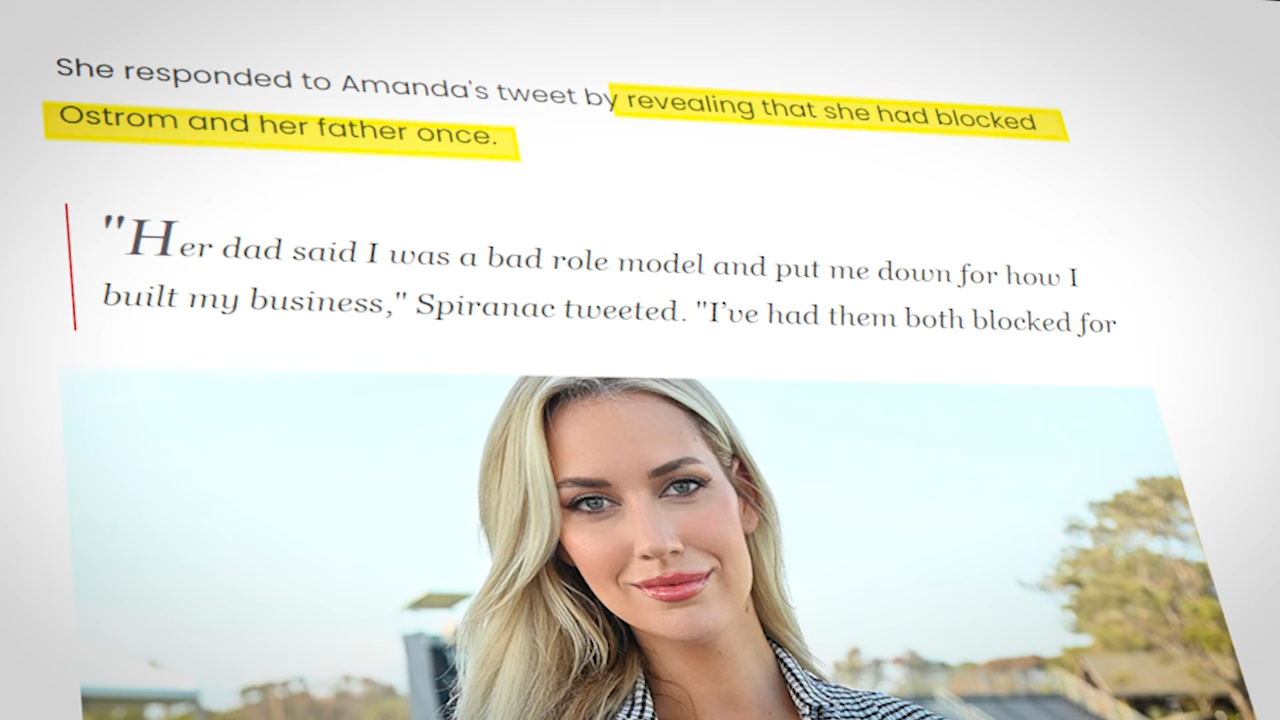 She responded to Amanda's tweet by revealing that she had blocked
Ostrom and her father once.
"Her dad said I was a bad role model and put me down for how I
built my business," Spiranac tweeted. "I've had them both blocked for